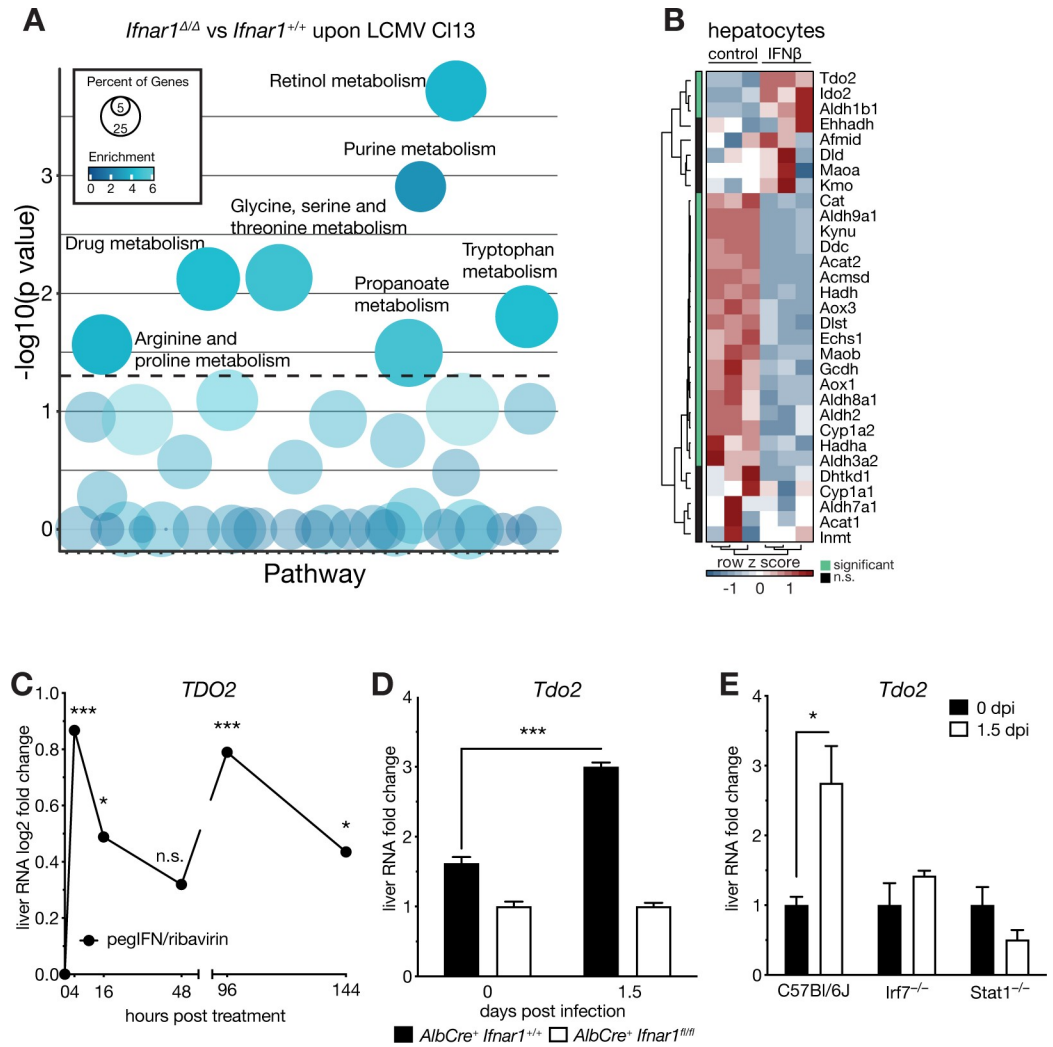 A
Ifnar1Δ/Δ vs Ifnar1+/+ upon LCMV Cl13
Percent of Genes
5
25
Enrichment
0 2 4 6
Retinol metabolism
Purine metabolism
Glycine, serine and
threonine metabolism
Drug metabolism
Tryptophan
metabolism
Propanoate
metabolism
Arginine and
proline metabolism
-log10(p value)
3
2
1
0
Pathway
B
hepatocytes
control IFNβ
Tdo2
Ido2
Aldh1b1
Ehhadh
Afmid
Dld
Maoa
Kmo
Cat
Aldh9a1
Kynu
Ddc
Acat2
Acmsd
Hadh
Aox3
Dlst
Echs1
Maob
Gcdh
Aox1
Aldh8a1
Aldh2
Cyp1a2
Hadha
Aldh3a2
Dhtkd1
Cyp1a1
Aldh7a1
Acat1
Inmt
row z score
-1 0 1
significant
n.s.
C
TDO2
liver RNA log2 fold change
1.0
0.8
0.6
0.4
0.2
0.0
***
*
n.s.
***
*
pegIFN/ribavirin
0 4 16 48 96 144
hours post treatment
D
Tdo2
liver RNA fold change
4
3
2
1
0
***
0 1.5
days post infection
AlbCre+ Ifnar1+/+ AlbCre+ Ifnar1fl/fl
E
Tdo2
0 dpi
1.5 dpi
liver RNA fold change
4
3
2
1
0
*
C57Bl/6J Irf7−/− Stat1−/−